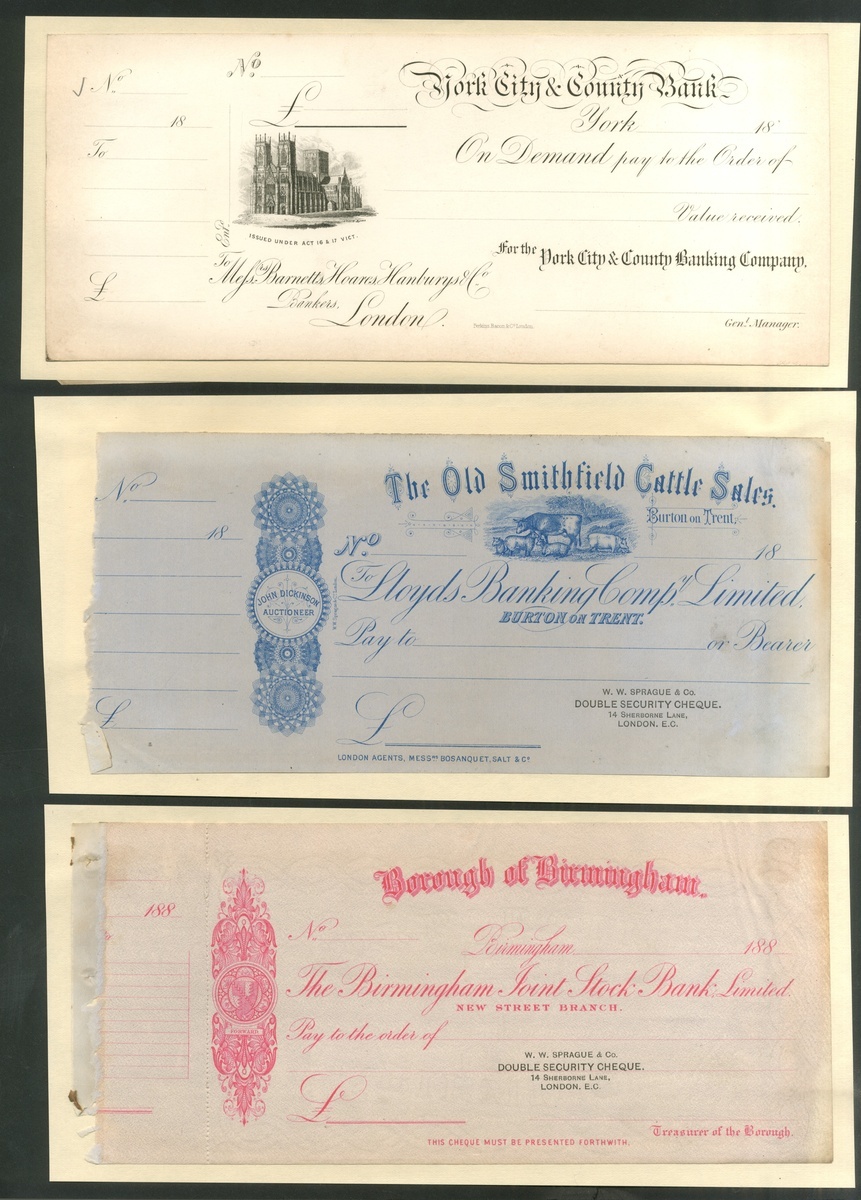 No
18
To
£
No
£
York City & County Bank
York 18
On Demand pay to the Order of
Value received.
ISSUED UNDER ACT 16 & 17 VICT.
Entd.
For the York City & County Banking Company.
To Messrs. Barnetts, Hoares, Hanburys & Co.
Bankers,
London.
Perkins, Bacon & Co London.
Genl. Manager.
No
18
£
The Old Smithfield Cattle Sales.
Burton on Trent,
No
18
JOHN DICKINSON
AUCTIONEER
To Lloyds Banking Compy. Limited.
BURTON ON TRENT.
Pay to or Bearer
W. W. SPRAGUE & Co.
DOUBLE SECURITY CHEQUE.
14 SHERBORNE LANE,
LONDON. E.C.
£
LONDON AGENTS, MESSRS BOSANQUET, SALT & Co.
188
Borough of Birmingham.
No
Birmingham 188
The Birmingham Joint Stock Bank Limited.
NEW STREET BRANCH.
FORWARD
Pay to the order of
W. W. SPRAGUE & Co.
DOUBLE SECURITY CHEQUE.
14 SHERBORNE LANE,
LONDON. E.C.
£
Treasurer of the Borough.
THIS CHEQUE MUST BE PRESENTED FORTHWITH.